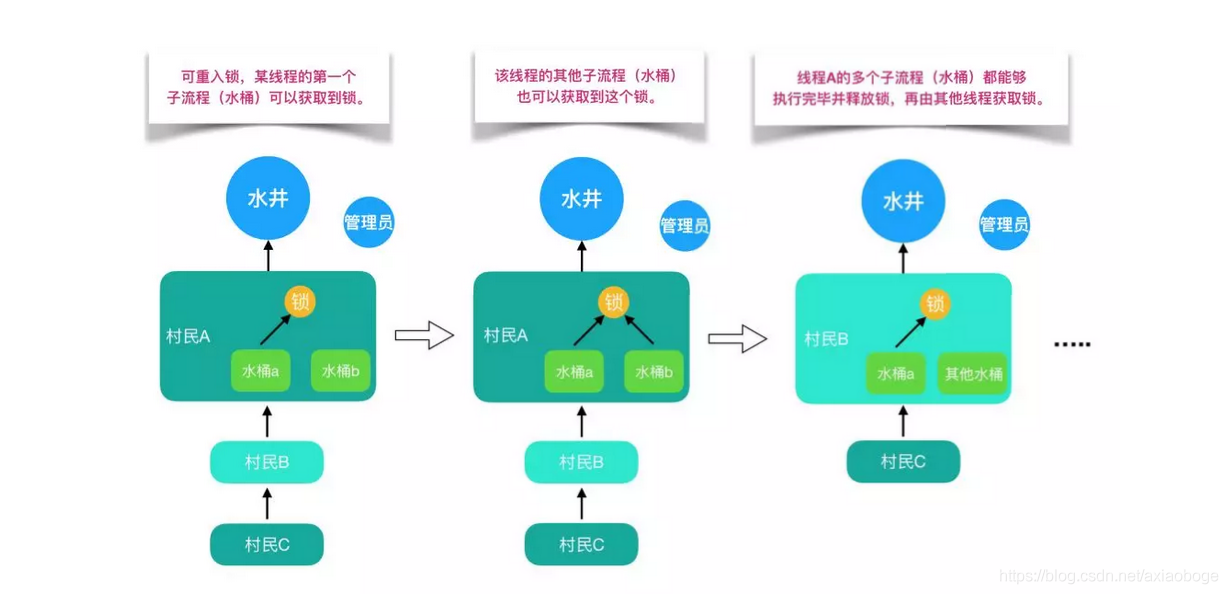 可重入锁，某线程的第一个
子流程（水桶）可以获取到锁。
该线程的其他子流程（水桶）
也可以获取到这个锁。
线程A的多个子流程（水桶）都能够
执行完毕并释放锁，再由其他线程获取锁。
水井
管理员
锁
村民A
水桶a
水桶b
村民B
村民C
水井
管理员
锁
村民A
水桶a
水桶b
村民B
村民C
水井
管理员
锁
村民B
水桶a
其他水桶
村民C
.....
https://blog.csdn.net/axiaoboge